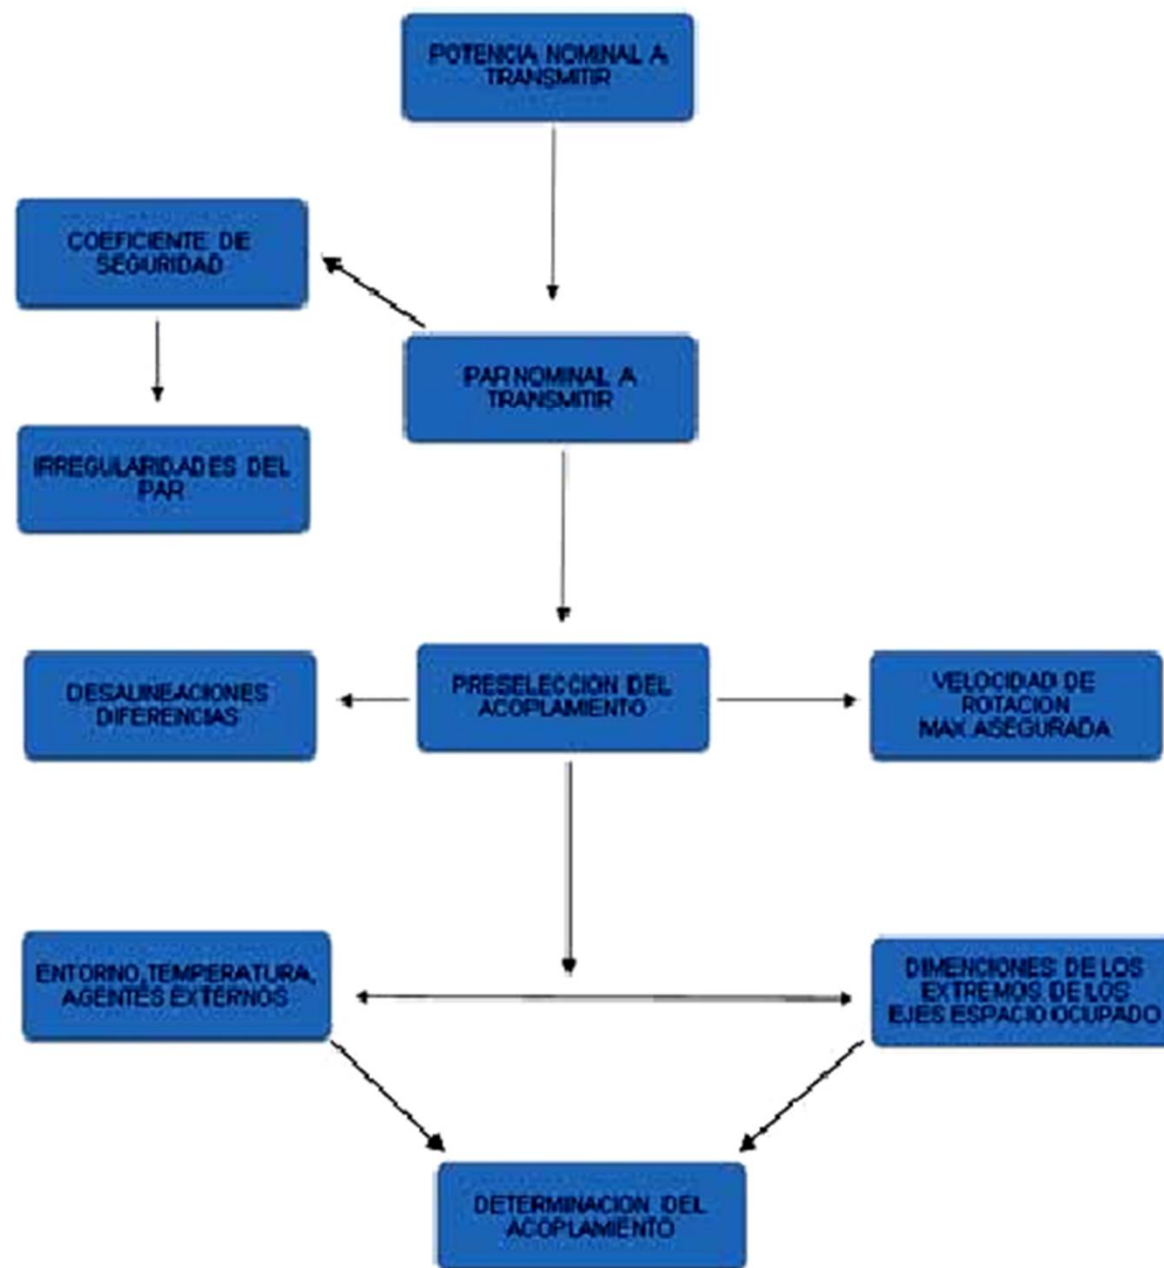 POTENCIA NOMINAL A
TRANSMITIR
COEFICIENTE DE
SEGURIDAD
PAR NOMINAL A
TRANSMITIR
IRREGULARIDADES DEL
PAR
DESALINEACIONES
DIFERENCIAS
PRESELECCION DEL
ACOPLAMIENTO
VELOCIDAD DE
ROTACION
MAX.ASEGURADA
ENTORNO,TEMPERATURA,
AGENTES EXTERNOS
DIMENCIONES DE LOS
EXTREMOS DE LOS
EJES ESPACIO OCUPADO
DETERMINACION DEL
ACOPLAMIENTO